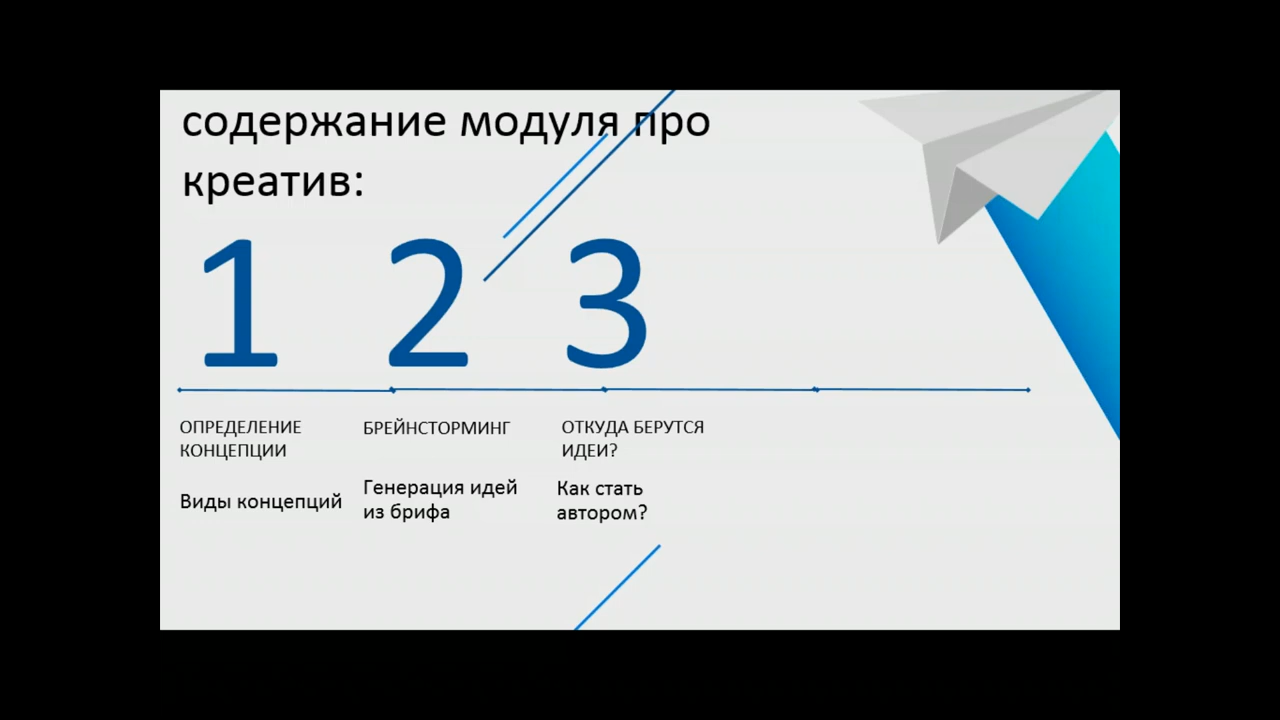 содержание модуля про
креатив:
1 2 3
ОПРЕДЕЛЕНИЕ
КОНЦЕПЦИИ
Виды концепций
БРЕЙНСТОРМИНГ
Генерация идей
из брифа
ОТКУДА БЕРУТСЯ
ИДЕИ?
Как стать
автором?